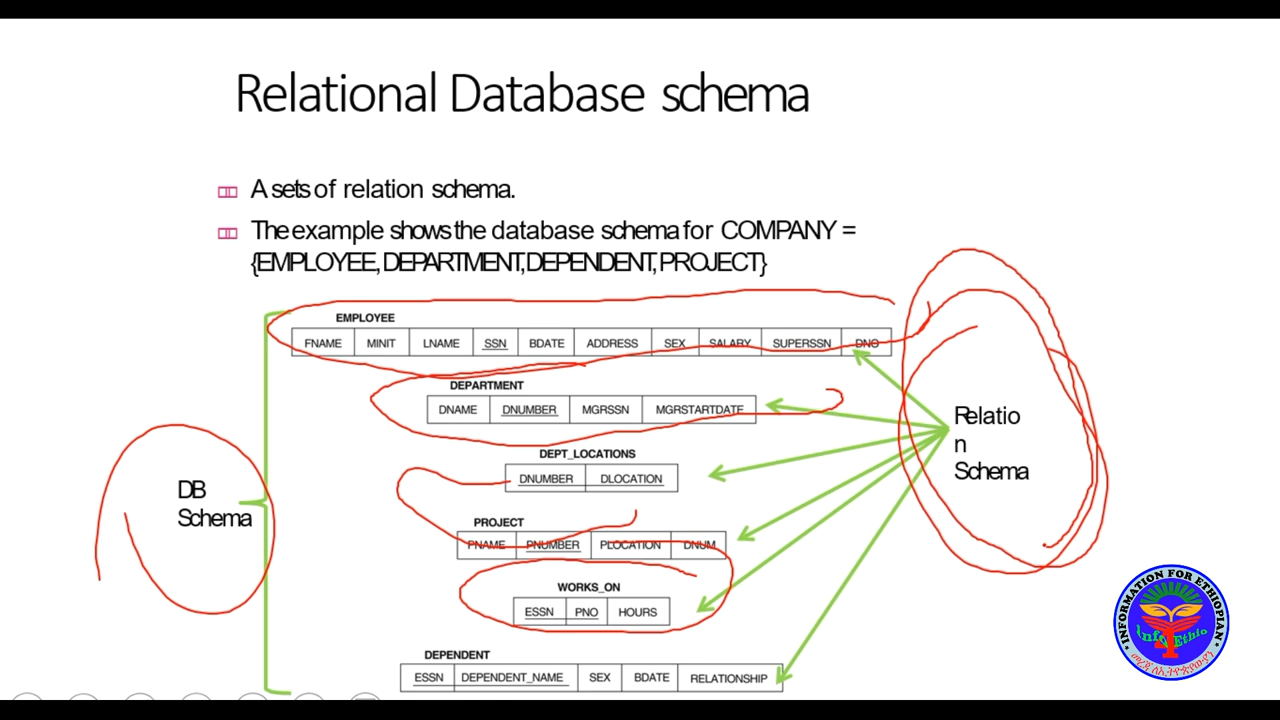 Relational Database schema
A sets of relation schema.
The example shows the database schema for COMPANY =
{EMPLOYEE, DEPARTMENT, DEPENDENT, PROJECT}
EMPLOYEE
FNAME MINIT LNAME SSN BDATE ADDRESS SEX SALARY SUPERSSN DNO
DEPARTMENT
DNAME DNUMBER MGRSSN MGRSTARTDATE
DEPT_LOCATIONS
DNUMBER DLOCATION
PROJECT
PNAME PNUMBER PLOCATION DNUM
WORKS_ON
ESSN PNO HOURS
DEPENDENT
ESSN DEPENDENT_NAME SEX BDATE RELATIONSHIP
DB
Schema
Relatio
n
Schema
INFORMATION FOR ETHIOPIAN
Info Ethio